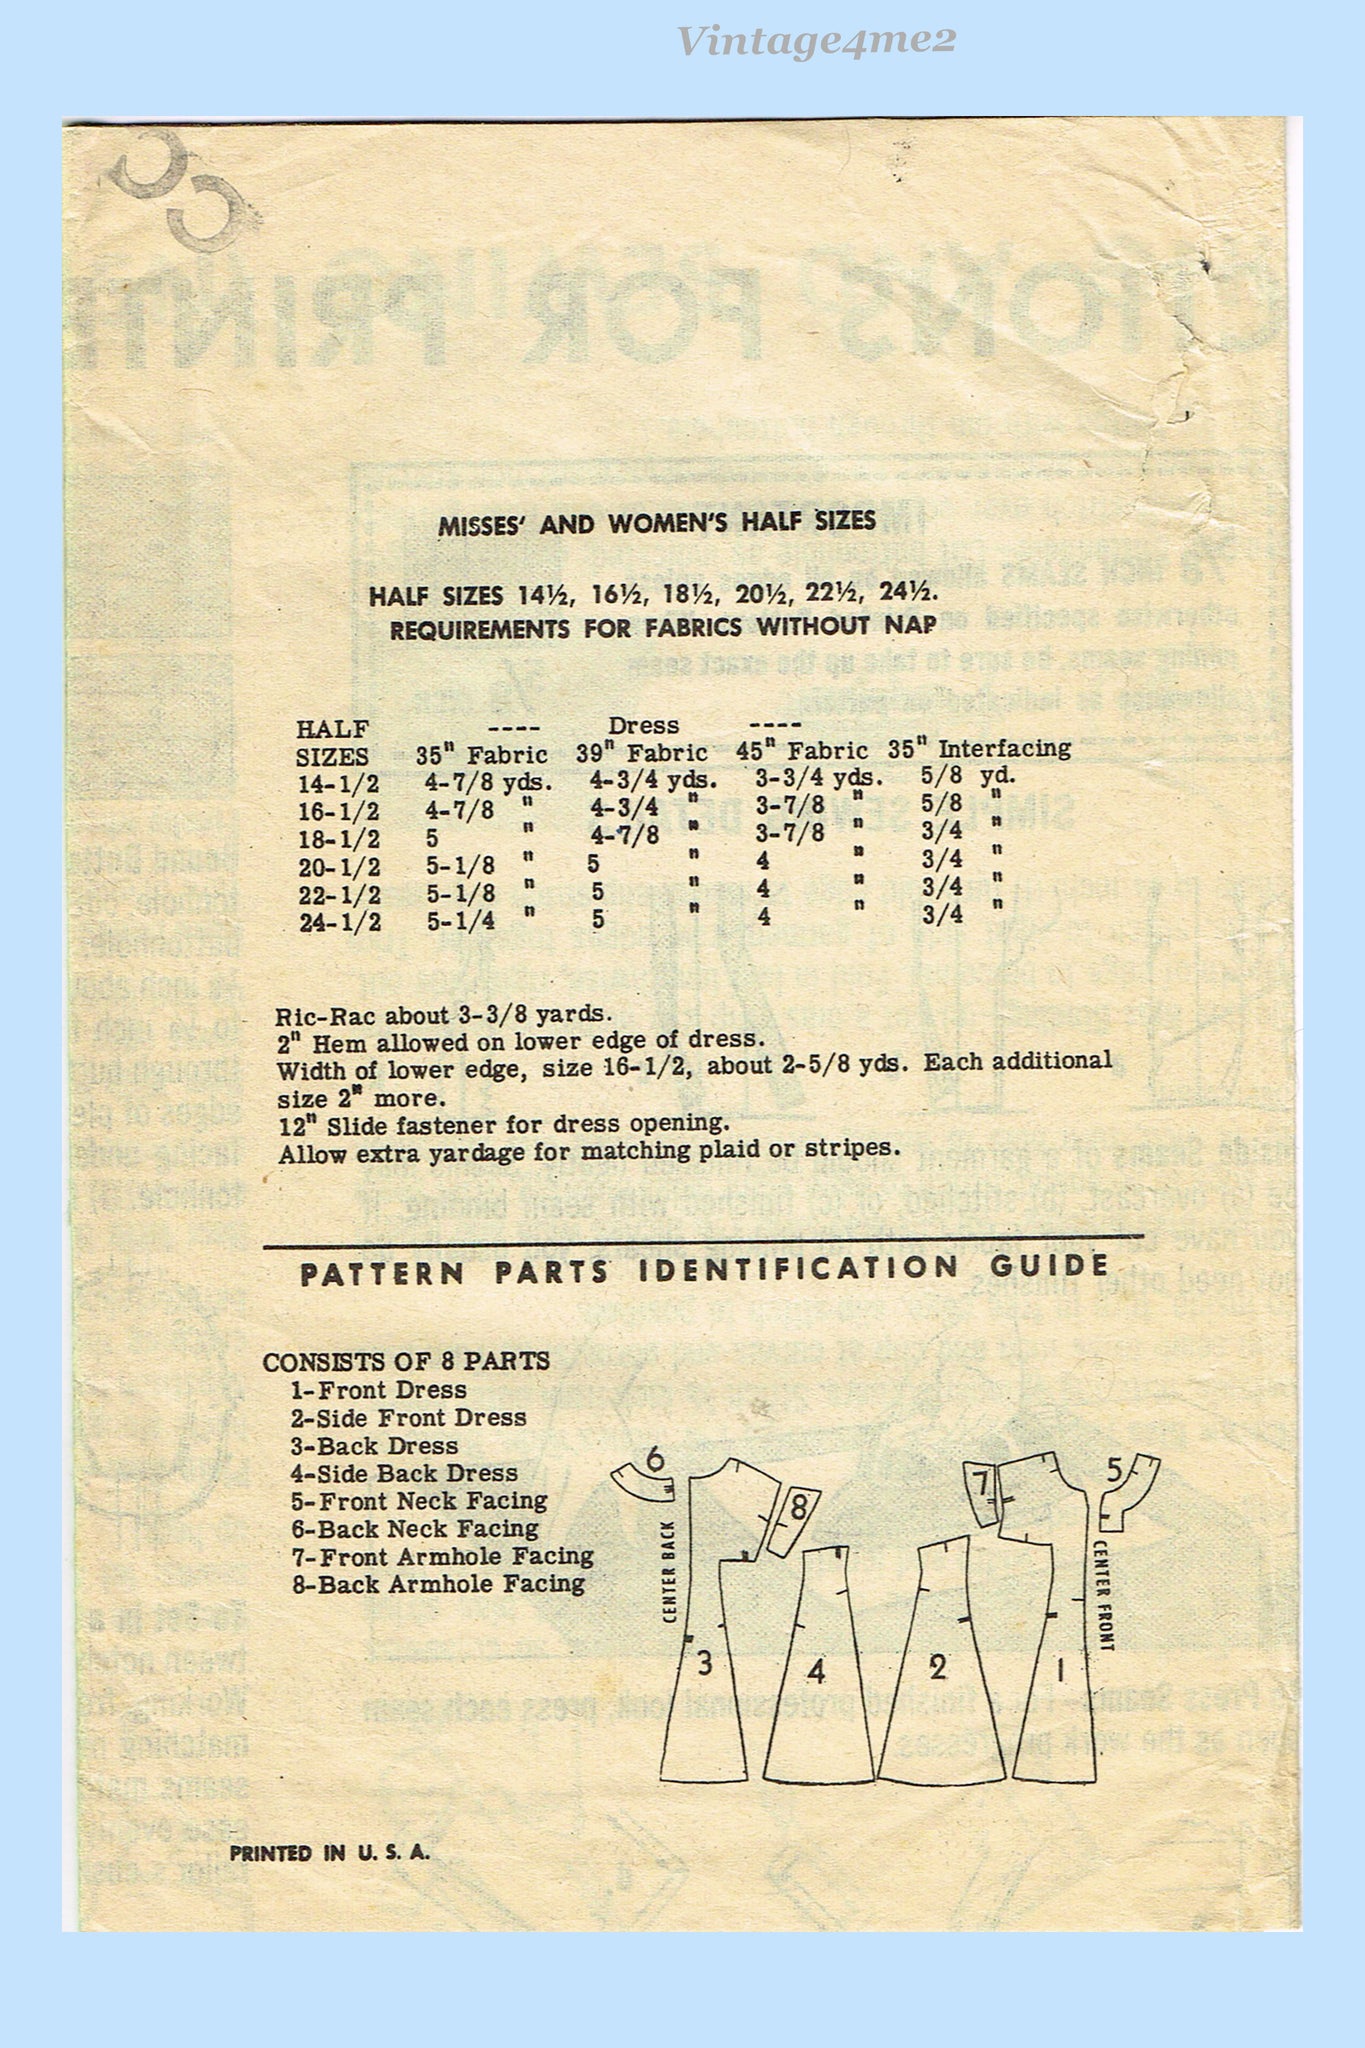 Vintage4me2
CC
MISSES' AND WOMEN'S HALF SIZES
HALF SIZES 14½, 16½, 18½, 20½, 22½, 24½.
REQUIREMENTS FOR FABRICS WITHOUT NAP
HALF ---- Dress ----
SIZES 35" Fabric 39" Fabric 45" Fabric 35" Interfacing
14-1/2 4-7/8 yds. 4-3/4 yds. 3-3/4 yds. 5/8 yd.
16-1/2 4-7/8 " 4-3/4 " 3-7/8 " 5/8 "
18-1/2 5 " 4-7/8 " 3-7/8 " 3/4 "
20-1/2 5-1/8 " 5 " 4 " 3/4 "
22-1/2 5-1/8 " 5 " 4 " 3/4 "
24-1/2 5-1/4 " 5 " 4 " 3/4 "
Ric-Rac about 3-3/8 yards.
2" Hem allowed on lower edge of dress.
Width of lower edge, size 16-1/2, about 2-5/8 yds. Each additional
size 2" more.
12" Slide fastener for dress opening.
Allow extra yardage for matching plaid or stripes.
PATTERN PARTS IDENTIFICATION GUIDE
CONSISTS OF 8 PARTS
1-Front Dress
2-Side Front Dress
3-Back Dress
4-Side Back Dress
5-Front Neck Facing
6-Back Neck Facing
7-Front Armhole Facing
8-Back Armhole Facing
6 8 7 5
CENTER BACK
CENTER FRONT
3 4 2 1
PRINTED IN U. S. A.